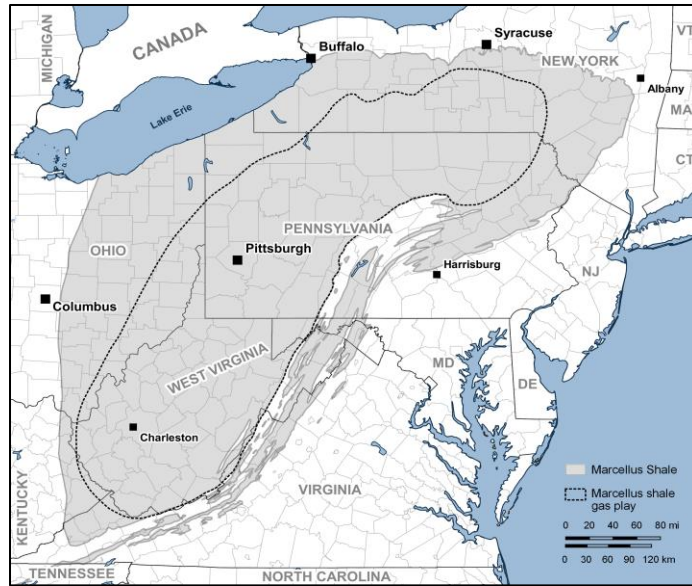 MICHIGAN
CANADA
Buffalo
Syracuse
NEW YORK
VT
Albany
MA
CT
Lake Erie
OHIO
PENNSYLVANIA
Pittsburgh
Harrisburg
NJ
Columbus
WEST VIRGINIA
MD
DE
Charleston
KENTUCKY
VIRGINIA
TENNESSEE
NORTH CAROLINA
Marcellus Shale
Marcellus shale
gas play
0 20 40 60 80 mi
0 30 60 90 120 km